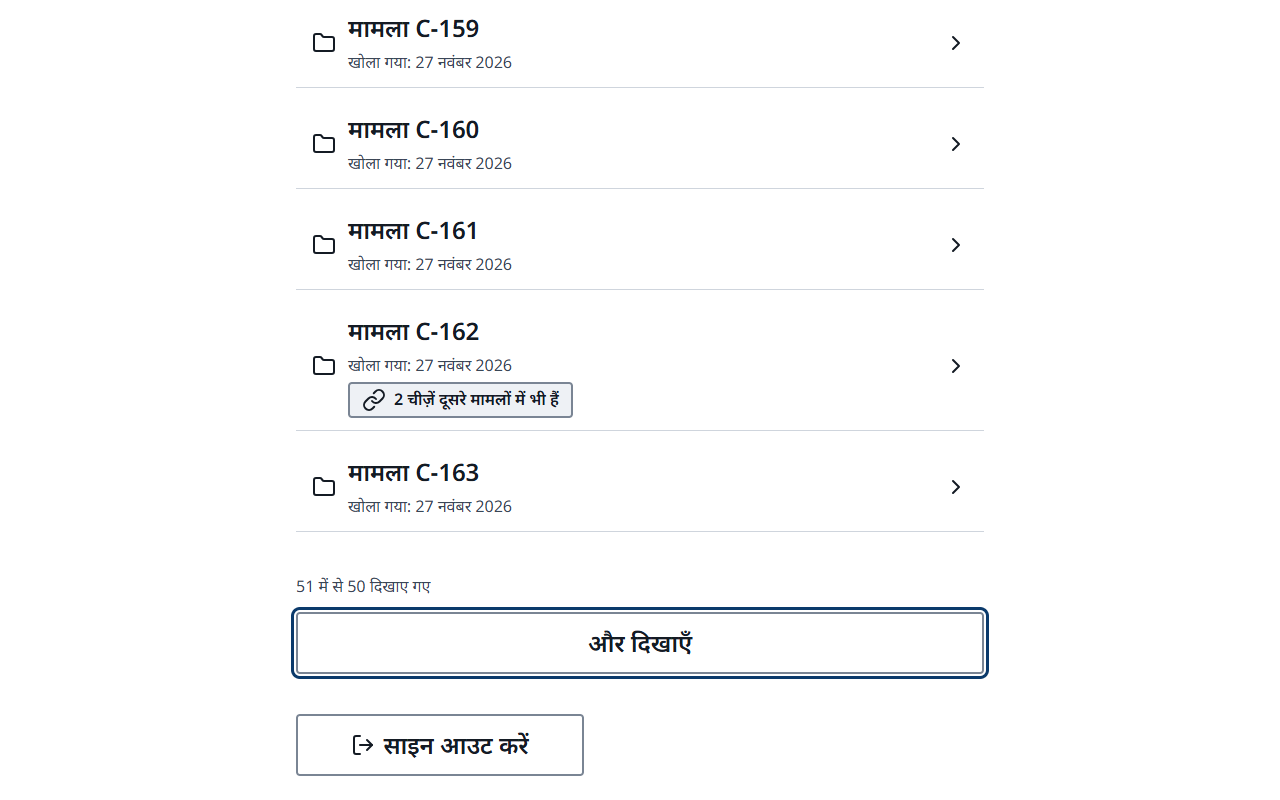 मामला C-159
खोला गया: 27 नवंबर 2026
मामला C-160
खोला गया: 27 नवंबर 2026
मामला C-161
खोला गया: 27 नवंबर 2026
मामला C-162
खोला गया: 27 नवंबर 2026
2 चीज़ें दूसरे मामलों में भी हैं
मामला C-163
खोला गया: 27 नवंबर 2026
51 में से 50 दिखाए गए
और दिखाएँ
साइन आउट करें